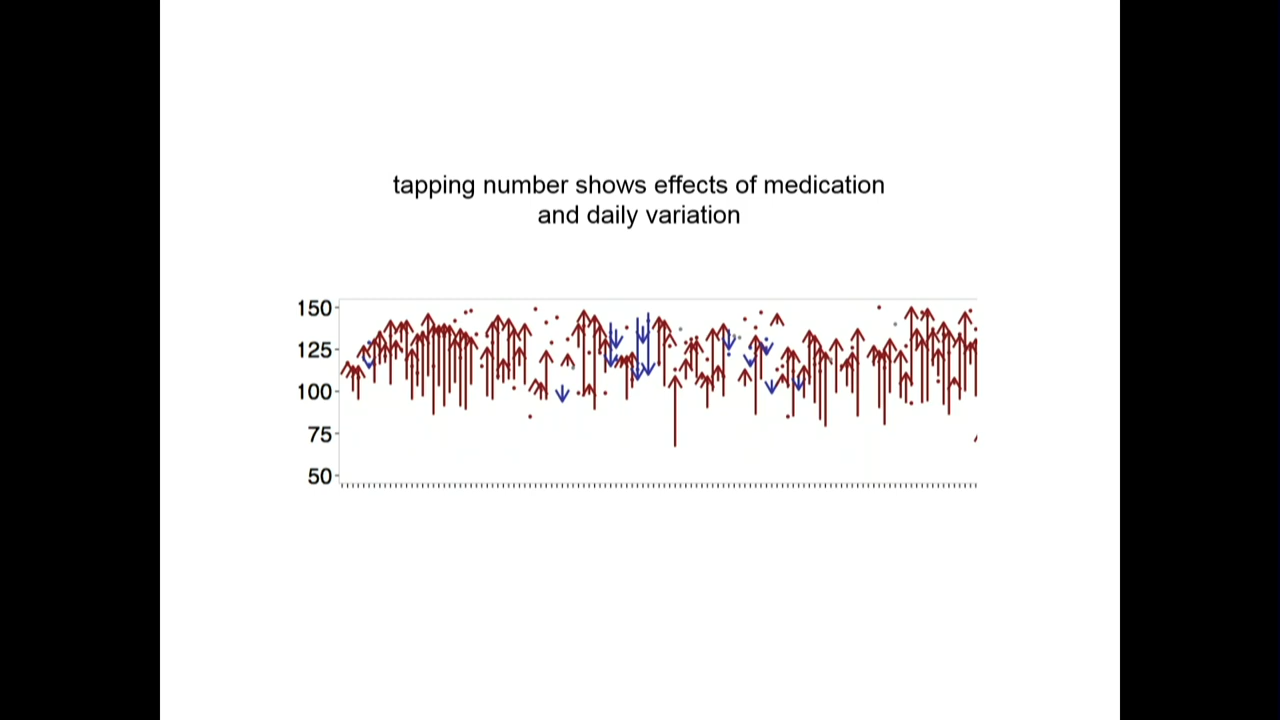 tapping number shows effects of medication
and daily variation
150
125
100
75
50